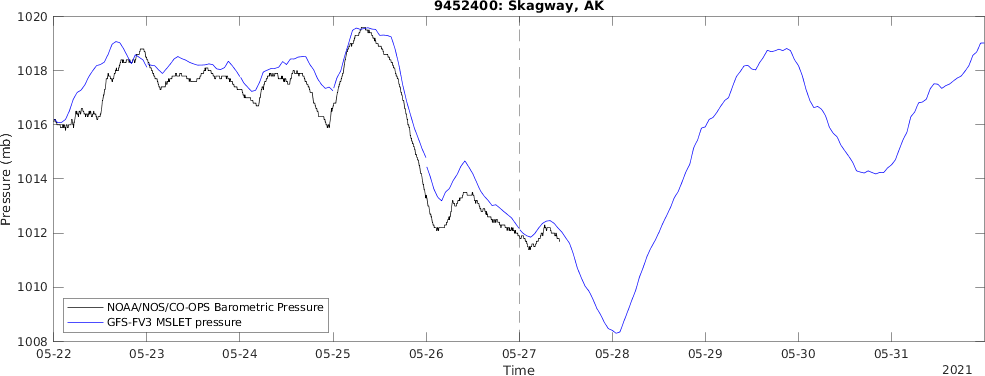 9452400: Skagway, AK
1020
1018
1016
1014
1012
1010
1008
Pressure (mb)
NOAA/NOS/CO-OPS Barometric Pressure
GFS-FV3 MSLET pressure
05-22 05-23 05-24 05-25 05-26 05-27 05-28 05-29 05-30 05-31
Time
2021